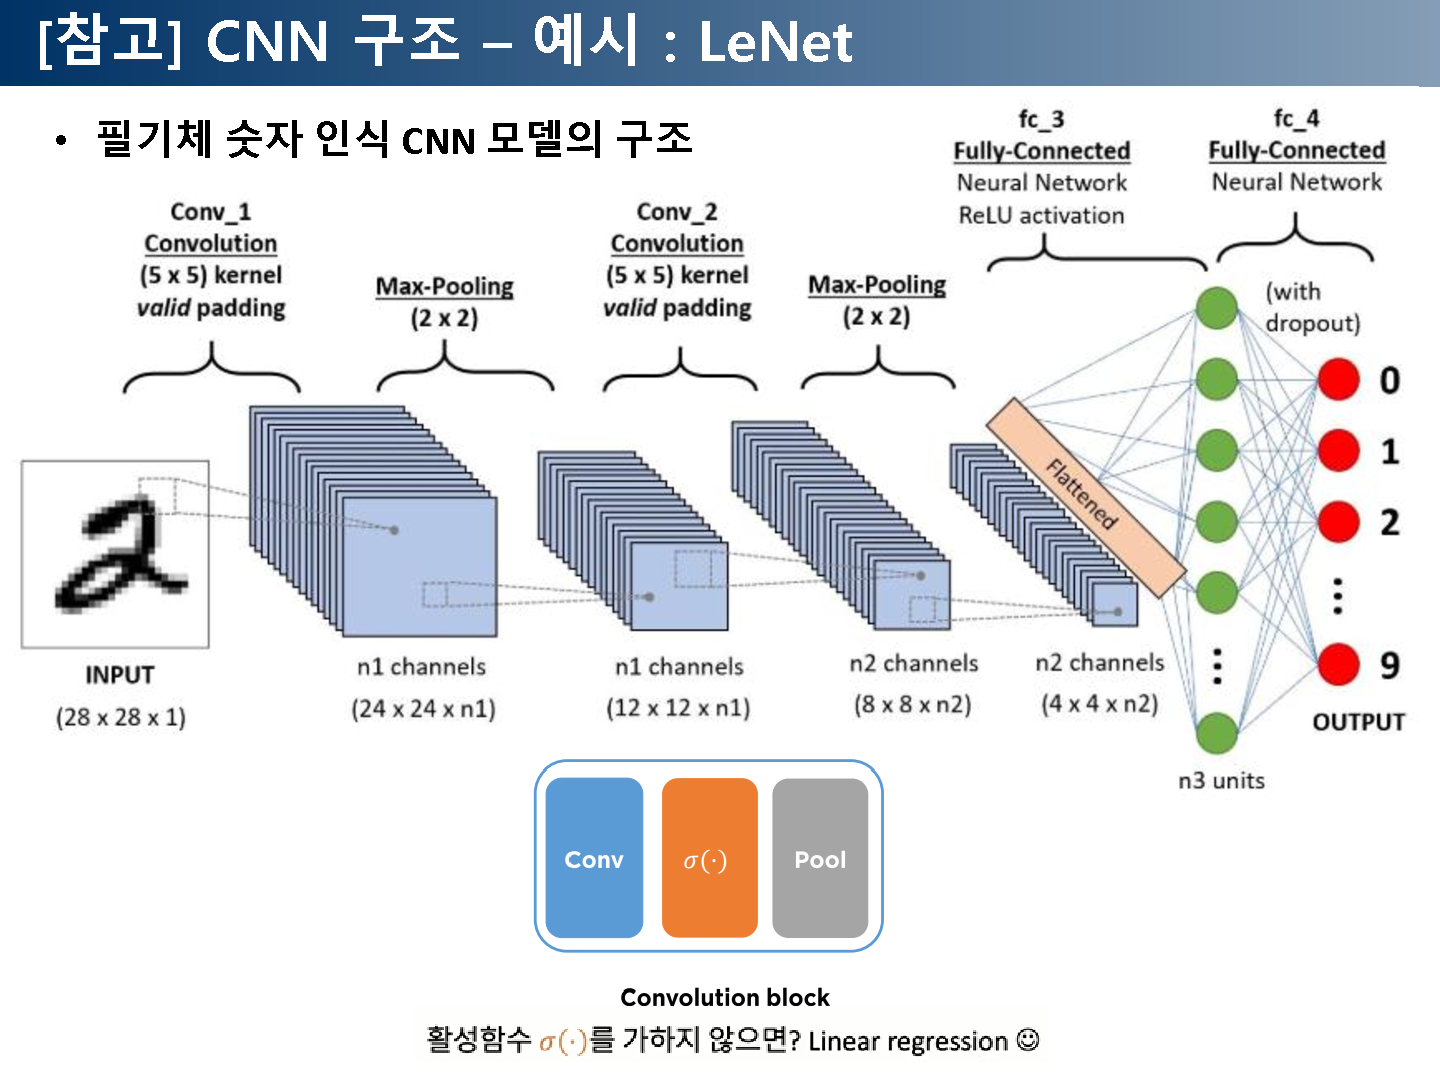 [참고] CNN 구조 – 예시 : LeNet
• 필기체 숫자 인식 CNN 모델의 구조
Conv_1
Convolution
(5 x 5) kernel
valid padding
Max-Pooling
(2 x 2)
Conv_2
Convolution
(5 x 5) kernel
valid padding
Max-Pooling
(2 x 2)
fc_3
Fully-Connected
Neural Network
ReLU activation
fc_4
Fully-Connected
Neural Network
(with
dropout)
Flattened
0
1
2
9
OUTPUT
INPUT
(28 x 28 x 1)
n1 channels
(24 x 24 x n1)
n1 channels
(12 x 12 x n1)
n2 channels
(8 x 8 x n2)
n2 channels
(4 x 4 x n2)
n3 units
Conv
σ(·)
Pool
Convolution block
활성함수 σ(·)를 가하지 않으면? Linear regression ☺